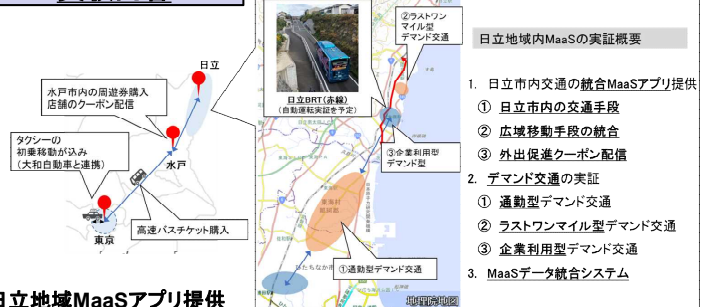 日立
水戸市内の周遊券購入
店舗のクーポン配信
タクシーの
初乗移動が込み
(大和自動車と連携)
水戸
高速バスチケット購入
東京
日立地域MaaSアプリ提供
②ラストワン
マイル型
デマンド交通
日立BRT(赤線)
(自動運転実証を予定)
③企業利用型
デマンド型
東海村
ひたちなか市
①通勤型デマンド交通
地理院地図
日立地域内MaaSの実証概要
1. 日立市内交通の統合MaaSアプリ提供
① 日立市内の交通手段
② 広域移動手段の統合
③ 外出促進クーポン配信
2. デマンド交通の実証
① 通勤型デマンド交通
② ラストワンマイル型デマンド交通
③ 企業利用型デマンド交通
3. MaaSデータ統合システム